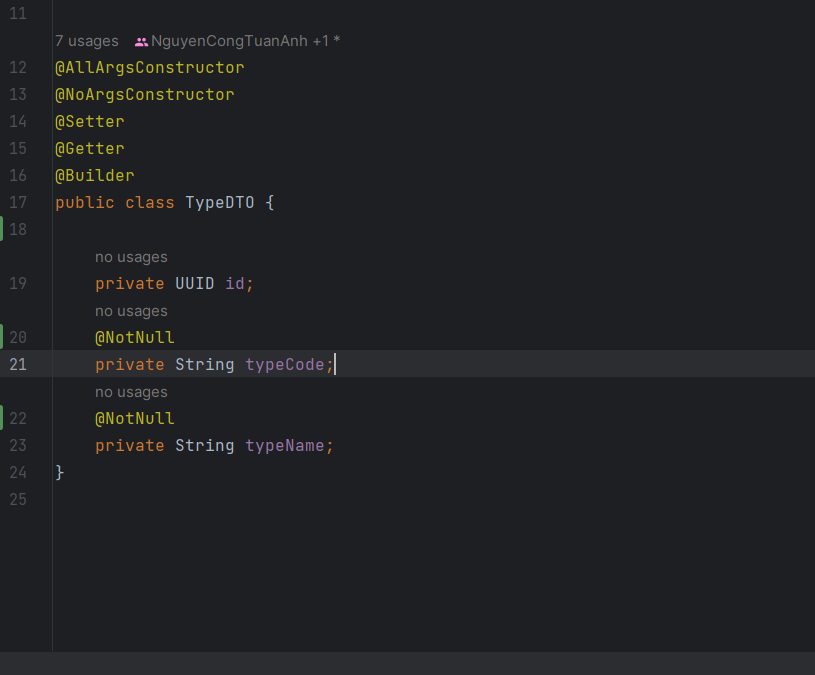 11
7 usages NguyenCongTuanAnh +1 *
12 @AllArgsConstructor
13 @NoArgsConstructor
14 @Setter
15 @Getter
16 @Builder
17 public class TypeDTO {
18
no usages
19 private UUID id;
no usages
20 @NotNull
21 private String typeCode;
no usages
22 @NotNull
23 private String typeName;
24 }
25